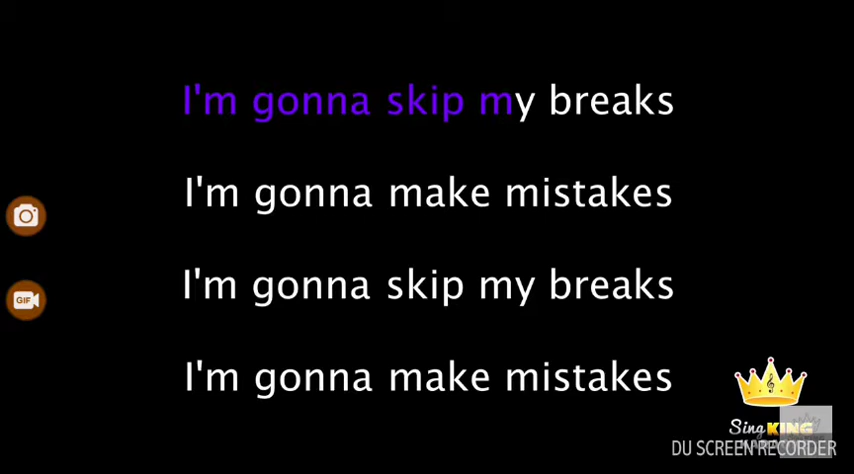 I'm gonna skip my breaks
I'm gonna make mistakes
GIF
I'm gonna skip my breaks
I'm gonna make mistakes
Sing KING
DU SCREEN RECORDER